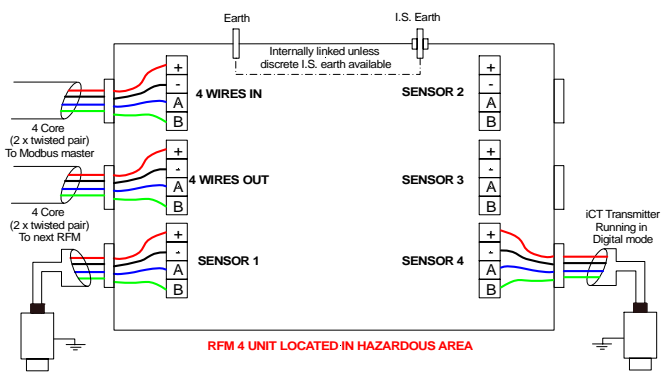 Earth
I.S. Earth
Internally linked unless
discrete I.S. earth available
+
-
A
B
4 WIRES IN
4 Core
(2 x twisted pair)
To Modbus master
SENSOR 2
+
-
A
B
+
-
A
B
4 WIRES OUT
4 Core
(2 x twisted pair)
To next RFM
SENSOR 3
+
-
A
B
iCT Transmitter
Running in
Digital mode
+
-
A
B
SENSOR 1
SENSOR 4
+
-
A
B
RFM 4 UNIT LOCATED IN HAZARDOUS AREA